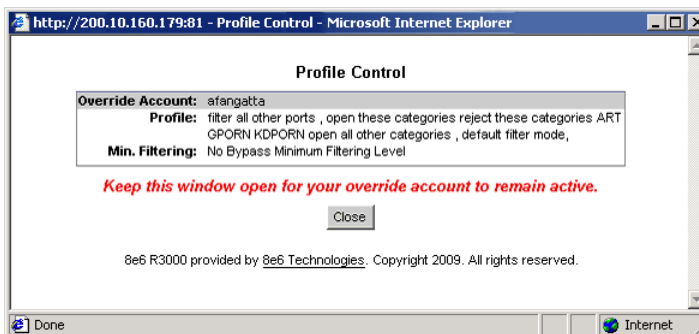 http://200.10.160.179:81 - Profile Control - Microsoft Internet Explorer
Profile Control
Override Account: afangatta
Profile: filter all other ports , open these categories reject these categories ART
GPORN KDPORN open all other categories , default filter mode,
Min. Filtering: No Bypass Minimum Filtering Level
Keep this window open for your override account to remain active.
Close
8e6 R3000 provided by 8e6 Technologies. Copyright 2009. All rights reserved.
Done
Internet